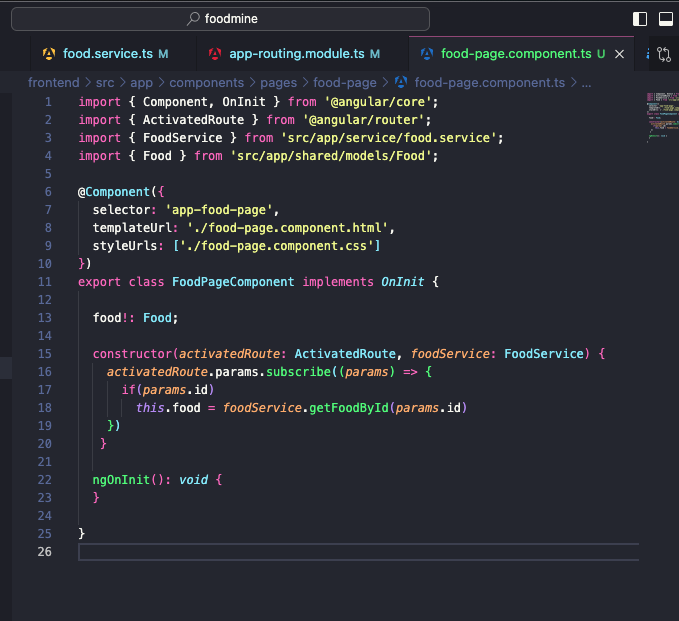 foodmine
food.service.ts M
app-routing.module.ts M
food-page.component.ts U
frontend > src > app > components > pages > food-page > food-page.component.ts > ...
1 import { Component, OnInit } from '@angular/core';
2 import { ActivatedRoute } from '@angular/router';
3 import { FoodService } from 'src/app/service/food.service';
4 import { Food } from 'src/app/shared/models/Food';
5
6 @Component({
7 selector: 'app-food-page',
8 templateUrl: './food-page.component.html',
9 styleUrls: ['./food-page.component.css']
10 })
11 export class FoodPageComponent implements OnInit {
12
13 food!: Food;
14
15 constructor(activatedRoute: ActivatedRoute, foodService: FoodService) {
16 activatedRoute.params.subscribe((params) => {
17 if(params.id)
18 this.food = foodService.getFoodById(params.id)
19 })
20 }
21
22 ngOnInit(): void {
23 }
24
25 }
26